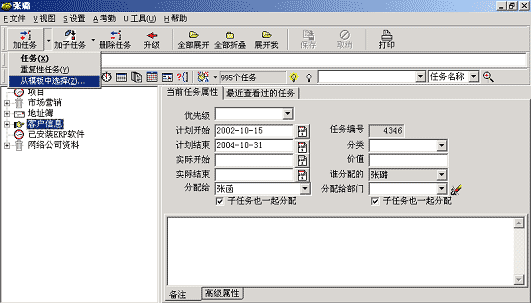 张璐
F 文件 V 视图 S 设置 A 考勤 U 工具(U) H 帮助
加任务 加子任务 删除任务 升级 全部展开 全部折叠 展开我 保存 取消 打印
任务(X)
重复性任务(Y)
从模板中选择(Z)...
995个任务 任务名称
项目
市场营销
地址簿
客户信息
己安装ERP软件
网络公司资料
当前任务属性 最近查看过的任务
优先级
计划开始 2002-10-15 任务编号 4346
计划结束 2004-10-31 分类
实际开始 价值
实际结束 谁分配的 张璐
分配给 张函 分配给部门
子任务也一起分配 子任务也一起分配
备注 高级属性